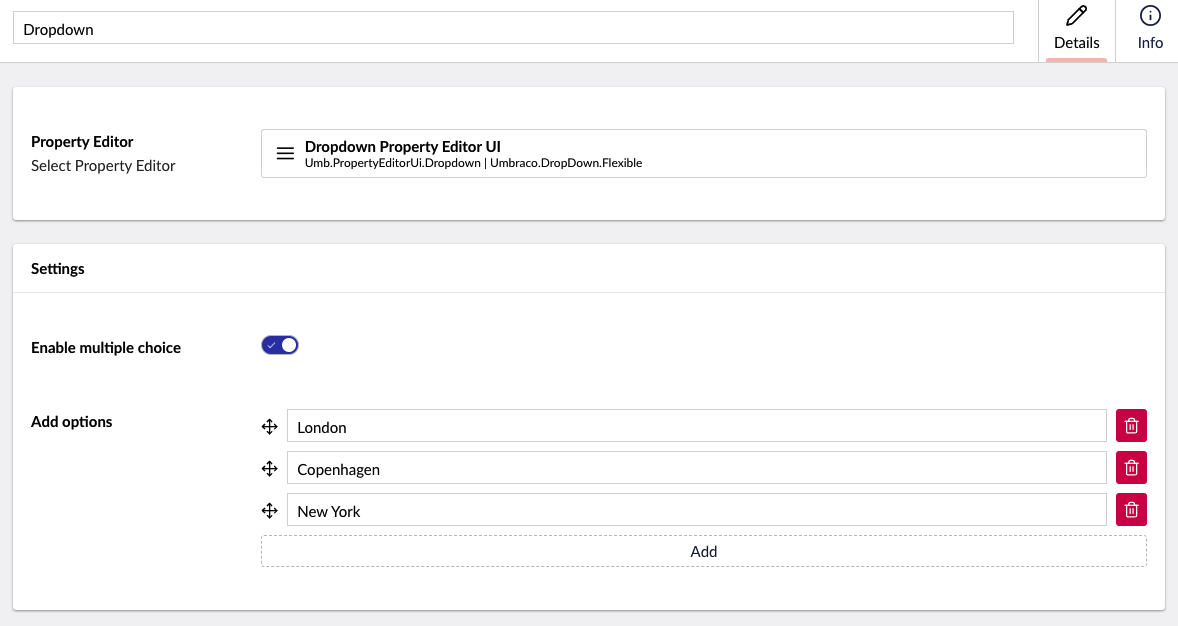 Dropdown
Details
Info
Property Editor
Select Property Editor
Dropdown Property Editor UI
Umb.PropertyEditorUi.Dropdown | Umbraco.DropDown.Flexible
Settings
Enable multiple choice
Add options
London
Copenhagen
New York
Add